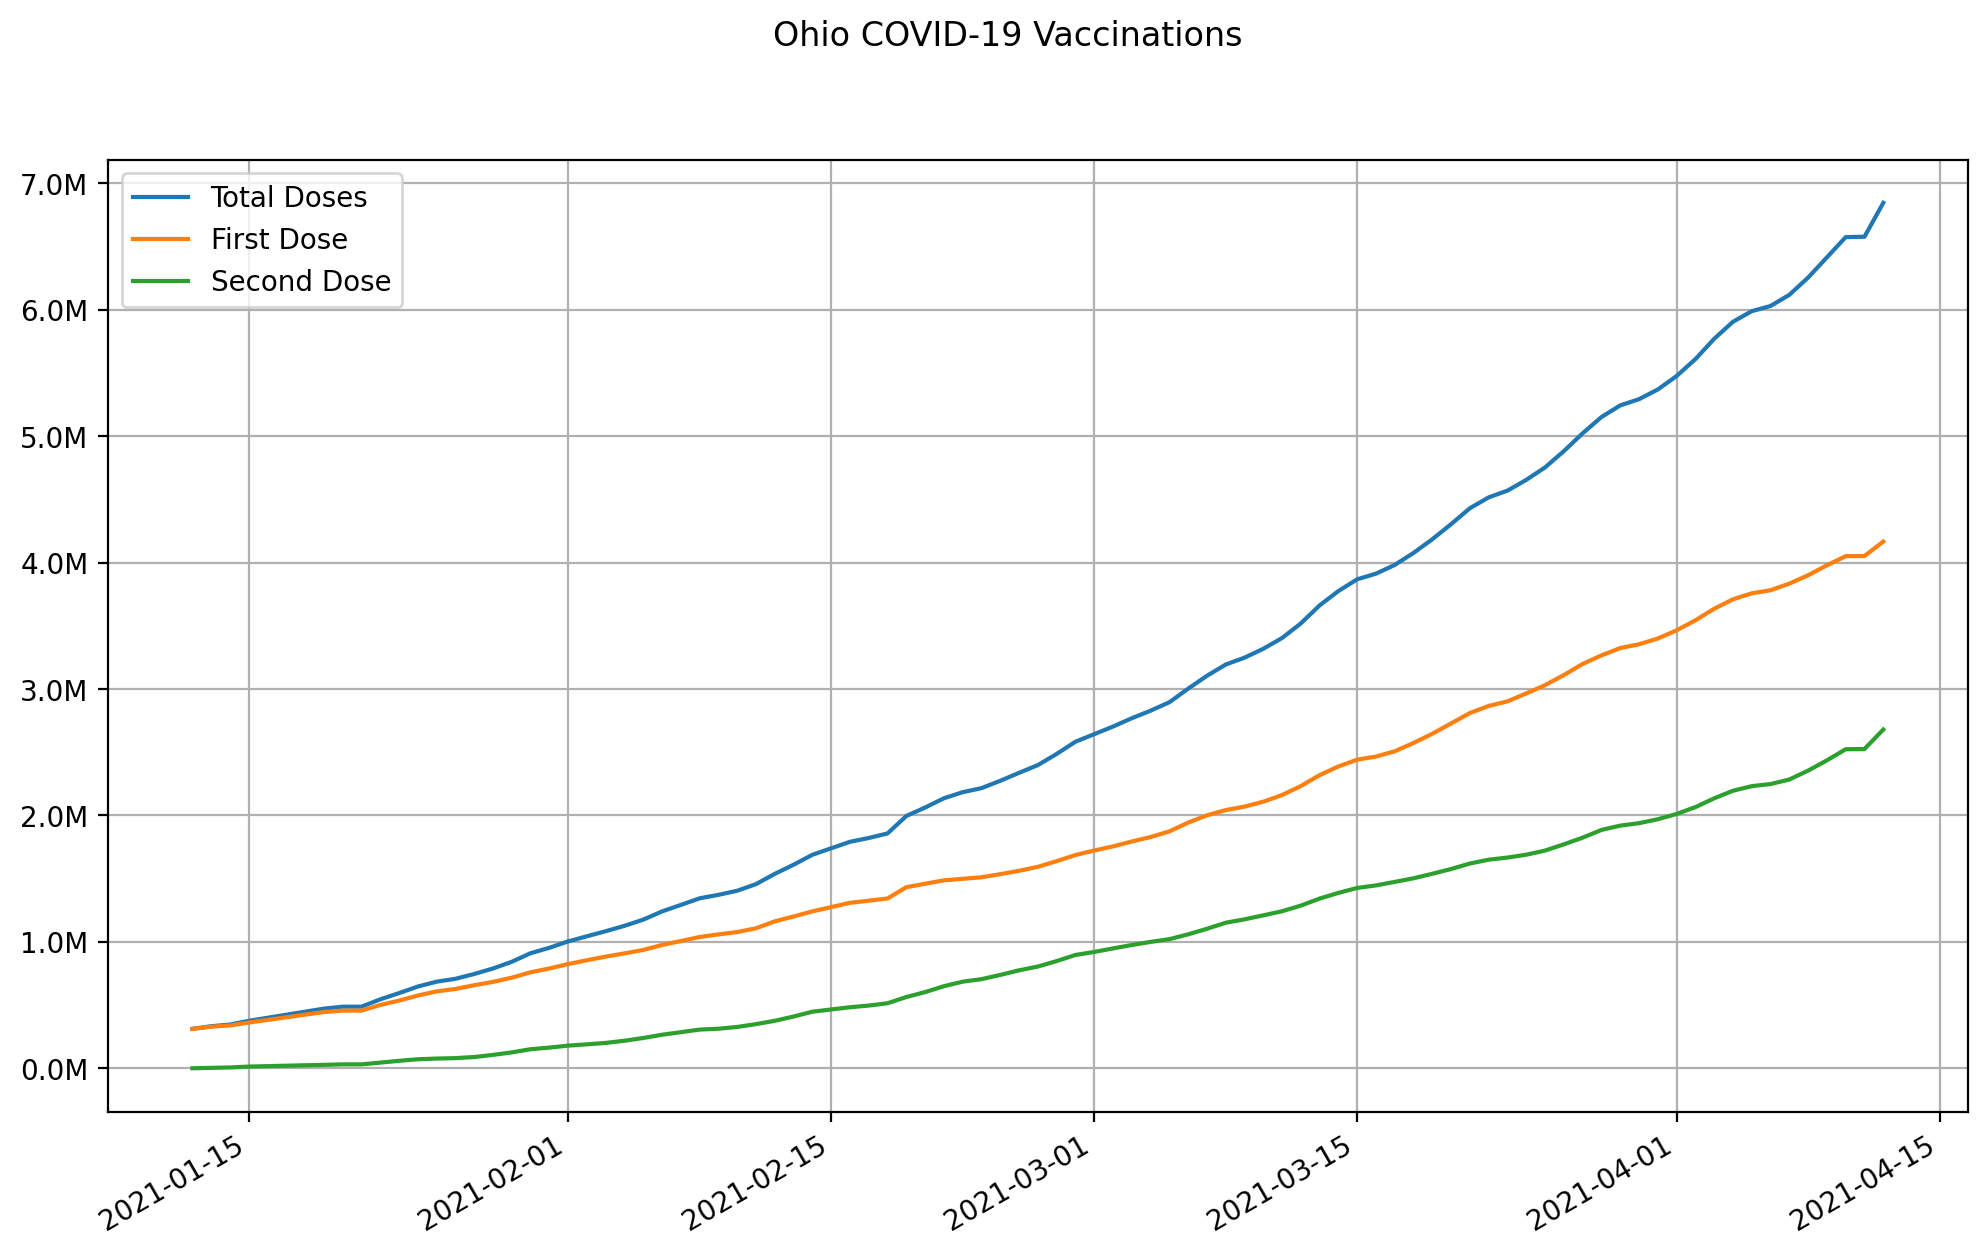 Ohio COVID-19 Vaccinations
7.0M
6.0M
5.0M
4.0M
3.0M
2.0M
1.0M
0.0M
Total Doses
First Dose
Second Dose
2021-01-15
2021-02-01
2021-02-15
2021-03-01
2021-03-15
2021-04-01
2021-04-15